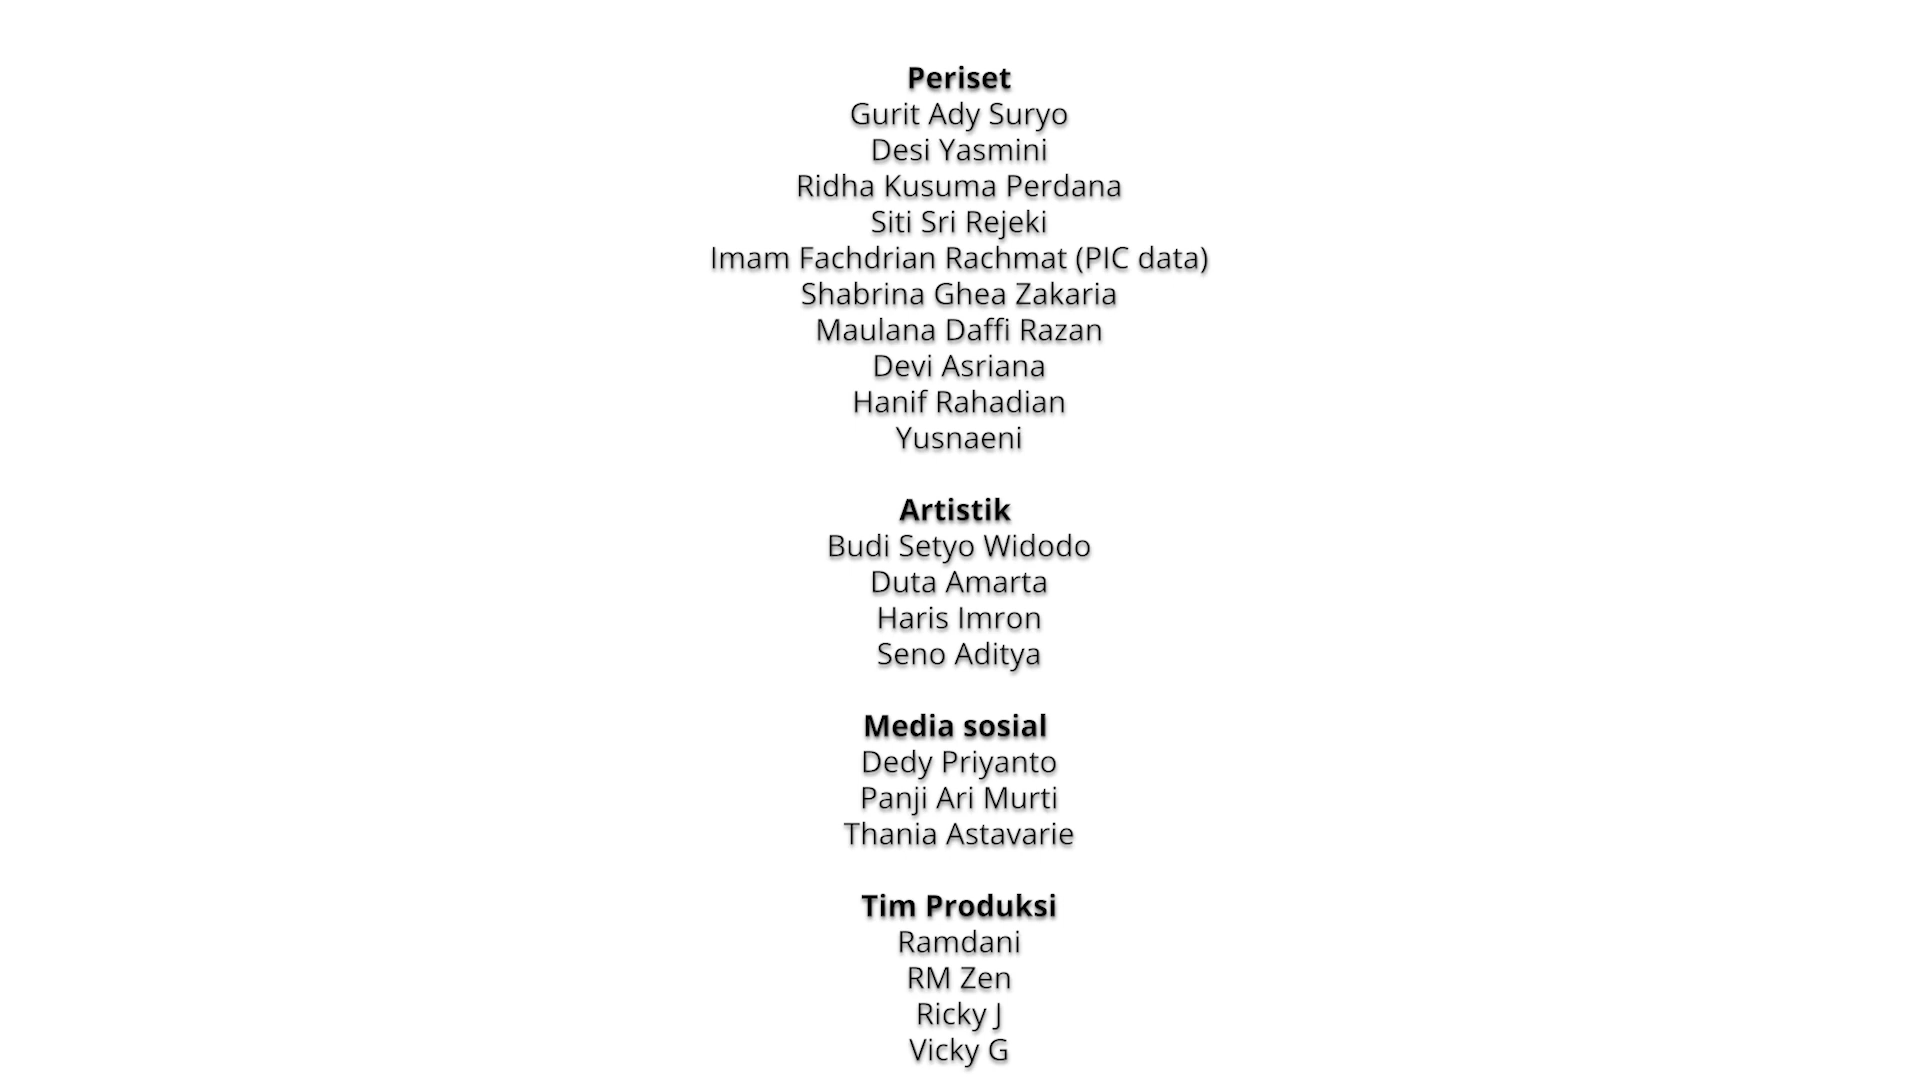 Periset
Gurit Ady Suryo
Desi Yasmini
Ridha Kusuma Perdana
Siti Sri Rejeki
Imam Fachdrian Rachmat (PIC data)
Shabrina Ghea Zakaria
Maulana Daffi Razan
Devi Asriana
Hanif Rahadian
Yusnaeni
Artistik
Budi Setyo Widodo
Duta Amarta
Haris Imron
Seno Aditya
Media sosial
Dedy Priyanto
Panji Ari Murti
Thania Astavarie
Tim Produksi
Ramdani
RM Zen
Ricky J
Vicky G